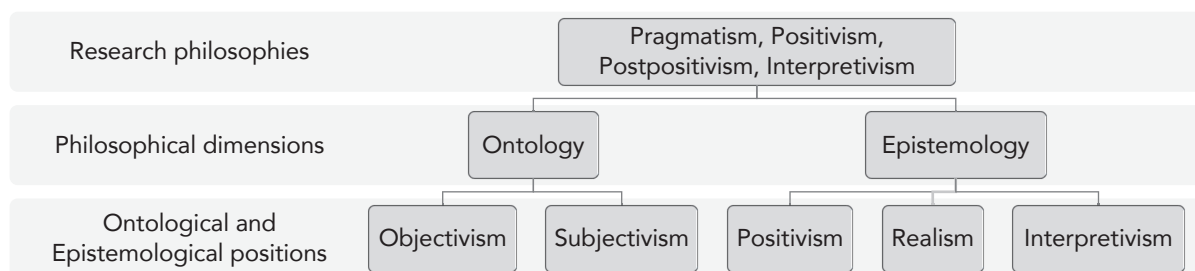 Research philosophies
Pragmatism, Positivism,
Postpositivism, Interpretivism
Philosophical dimensions
Ontology
Epistemology
Ontological and
Epistemological positions
Objectivism
Subjectivism
Positivism
Realism
Interpretivism